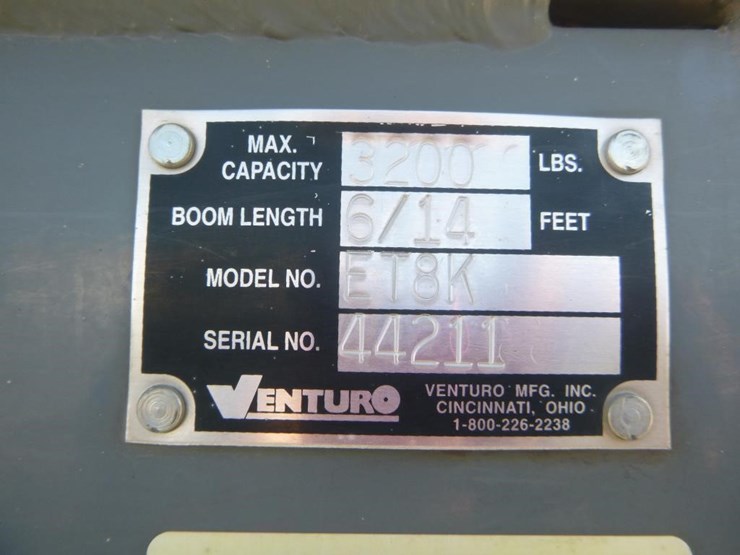 MAX. CAPACITY 3200 LBS.
BOOM LENGTH 6/14 FEET
MODEL NO. ET8K
SERIAL NO. 44211
VENTURO
VENTURO MFG. INC.
CINCINNATI, OHIO
1-800-226-2238